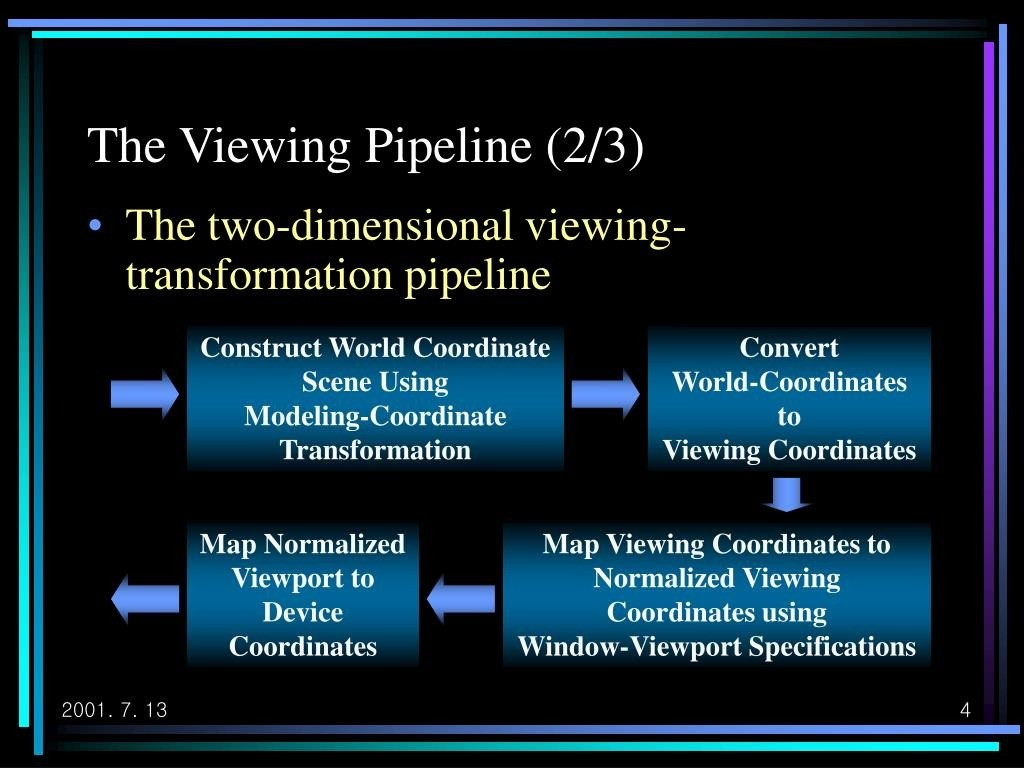 The Viewing Pipeline (2/3)
• The two-dimensional viewing-
transformation pipeline
Construct World Coordinate
Scene Using
Modeling-Coordinate
Transformation
Convert
World-Coordinates
to
Viewing Coordinates
Map Viewing Coordinates to
Normalized Viewing
Coordinates using
Window-Viewport Specifications
Map Normalized
Viewport to
Device
Coordinates
2001. 7. 13
4